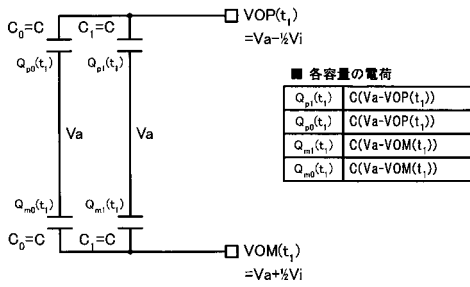 C₀=C C₁=C VOP(t₁)
=Va-½Vi
Qp0(t₁) Qp1(t₁)
■ 各容量の電荷
Qp1(t₁) C(Va-VOP(t₁))
Qp0(t₁) C(Va-VOP(t₁))
Qm1(t₁) C(Va-VOM(t₁))
Qm0(t₁) C(Va-VOM(t₁))
Va Va
Qm0(t₁) Qm1(t₁)
C₀=C C₁=C VOM(t₁)
=Va+½Vi